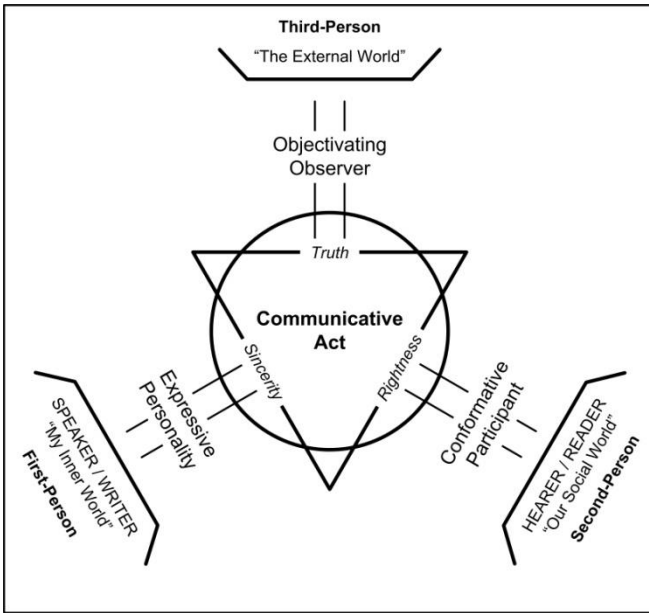 Third-Person
“The External World”
Objectivating
Observer
Truth
Communicative
Act
Sincerity
Rightness
Expressive
Personality
Conformative
Participant
SPEAKER / WRITER
“My Inner World”
First-Person
HEARER / READER
“Our Social World”
Second-Person